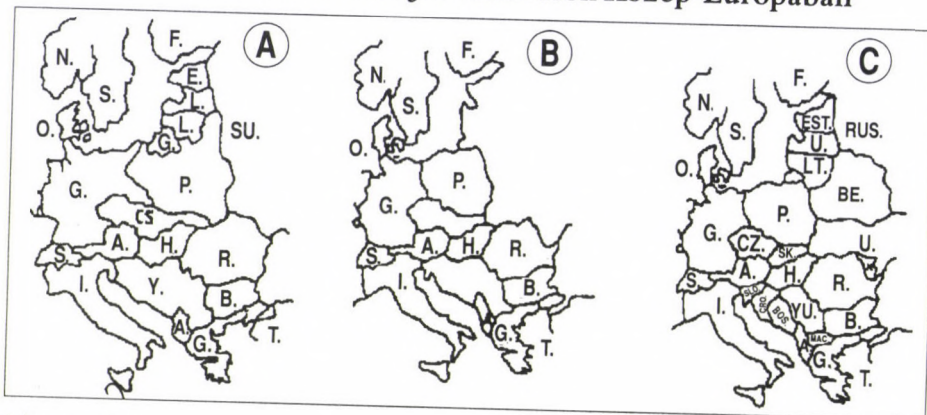 Közép-Európában
A
N.
F.
S.
E.
L.
L.
G.
O.
SU.
G.
P.
CS
S.
A.
H.
R.
I.
Y.
B.
A.
G.
T.
B
N.
F.
S.
O.
G.
P.
S.
A.
H.
R.
I.
B.
G.
T.
C
N.
F.
S.
EST.
RUS.
U.
LT.
O.
BE.
P.
G.
CZ.
SK.
U.
S.
A.
H.
R.
SLO.
CRO.
BOS.
YU.
I.
B.
MAC.
A.
G.
T.